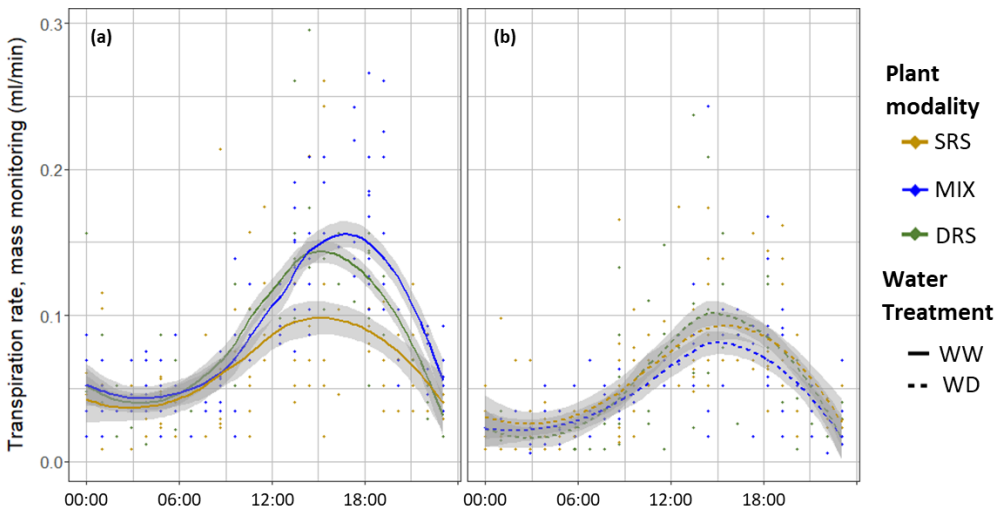 Transpiration rate, mass monitoring (ml/min)
0.3
0.2
0.1
0.0
(a)
(b)
00:00 06:00 12:00 18:00
00:00 06:00 12:00 18:00
Plant
modality
SRS
MIX
DRS
Water
Treatment
WW
WD